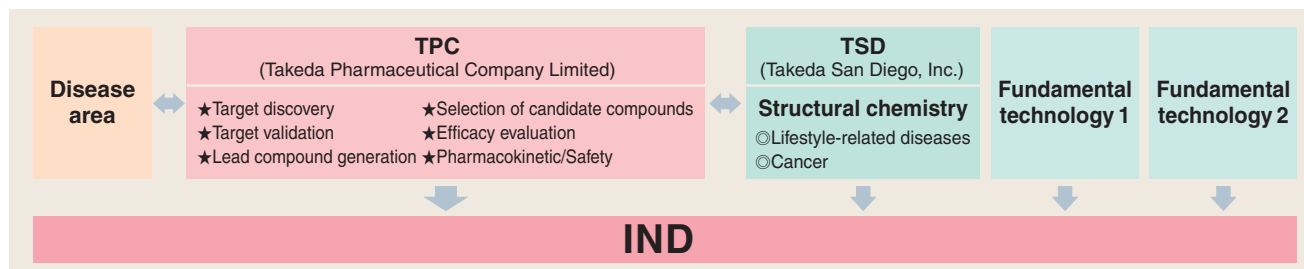 Disease
area
TPC
(Takeda Pharmaceutical Company Limited)
★Target discovery
★Target validation
★Lead compound generation
★Selection of candidate compounds
★Efficacy evaluation
★Pharmacokinetic/Safety
TSD
(Takeda San Diego, Inc.)
Structural chemistry
◎Lifestyle-related diseases
◎Cancer
Fundamental
technology 1
Fundamental
technology 2
IND